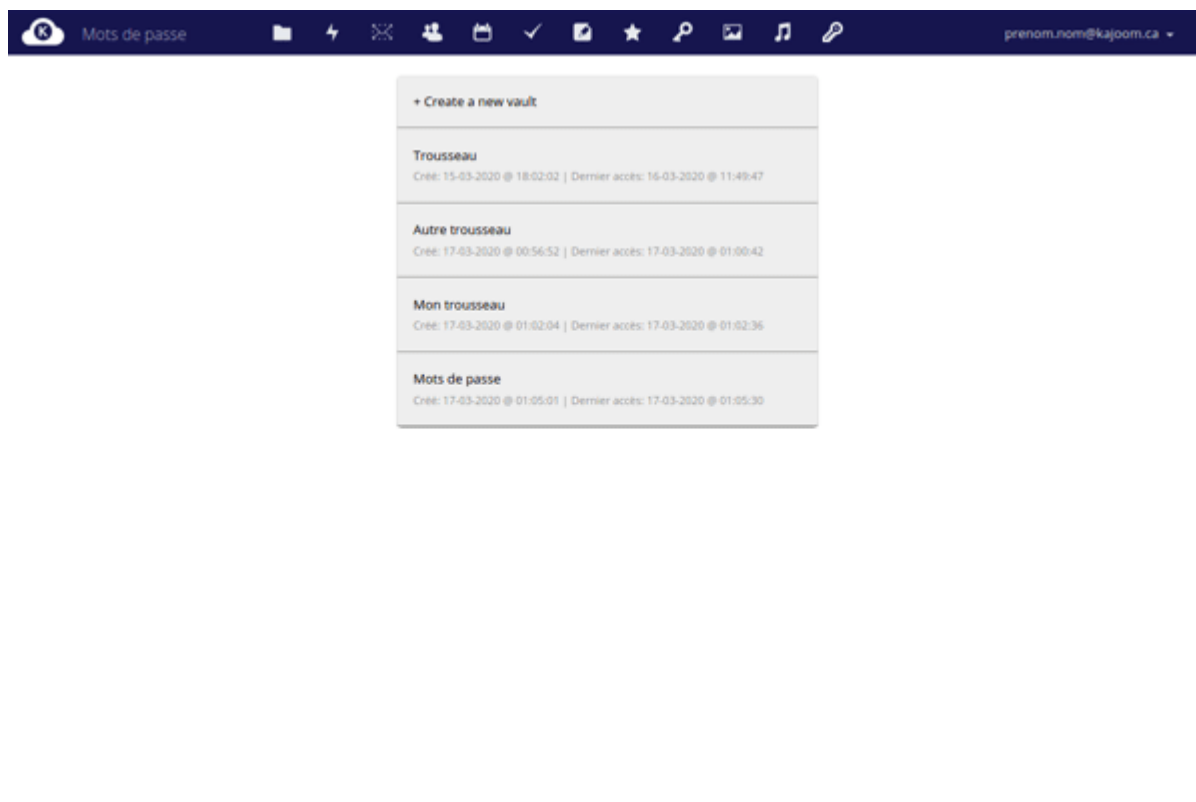 K
Mots de passe
prenom.nom@kajoom.ca
+ Create a new vault
Trousseau
Créé: 15-03-2020 @ 18:02:02 | Dernier accès: 16-03-2020 @ 11:49:47
Autre trousseau
Créé: 17-03-2020 @ 00:56:52 | Dernier accès: 17-03-2020 @ 01:00:42
Mon trousseau
Créé: 17-03-2020 @ 01:02:04 | Dernier accès: 17-03-2020 @ 01:02:36
Mots de passe
Créé: 17-03-2020 @ 01:05:01 | Dernier accès: 17-03-2020 @ 01:05:30